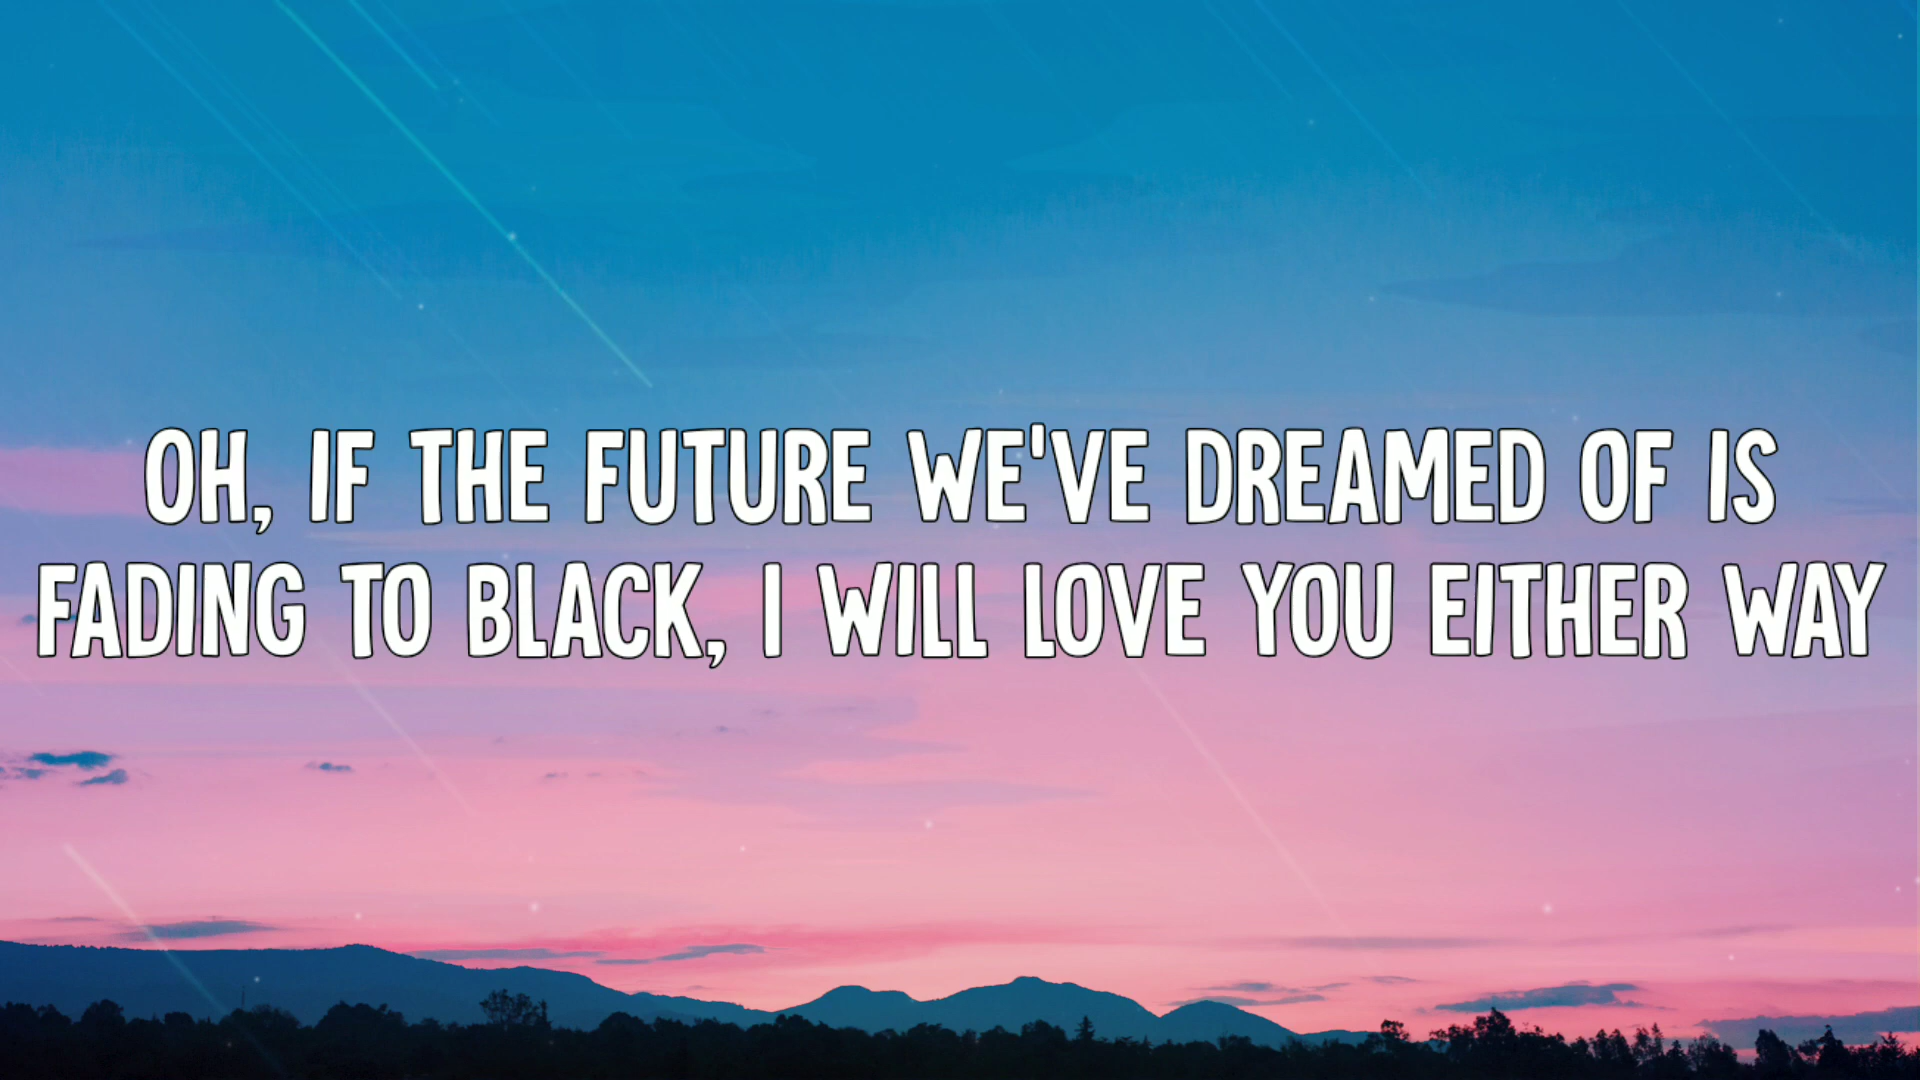 OH, IF THE FUTURE WE'VE DREAMED OF IS
FADING TO BLACK, I WILL LOVE YOU EITHER WAY